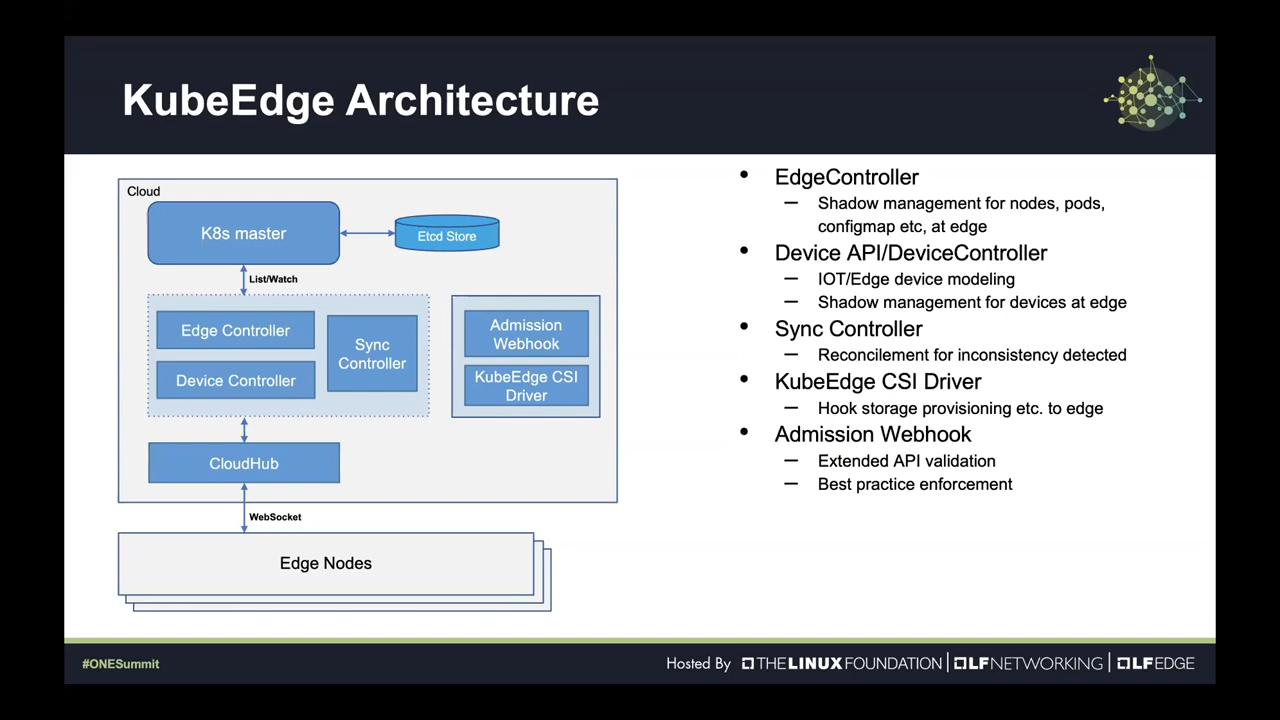 KubeEdge Architecture
Cloud
K8s master
Etcd Store
List/Watch
Edge Controller
Device Controller
Sync
Controller
Admission
Webhook
KubeEdge CSI
Driver
CloudHub
WebSocket
Edge Nodes
• EdgeController
– Shadow management for nodes, pods,
configmap etc, at edge
• Device API/DeviceController
– IOT/Edge device modeling
– Shadow management for devices at edge
• Sync Controller
– Reconcilement for inconsistency detected
• KubeEdge CSI Driver
– Hook storage provisioning etc. to edge
• Admission Webhook
– Extended API validation
– Best practice enforcement
#ONESummit
Hosted By THE LINUX FOUNDATION | LF NETWORKING | LF EDGE